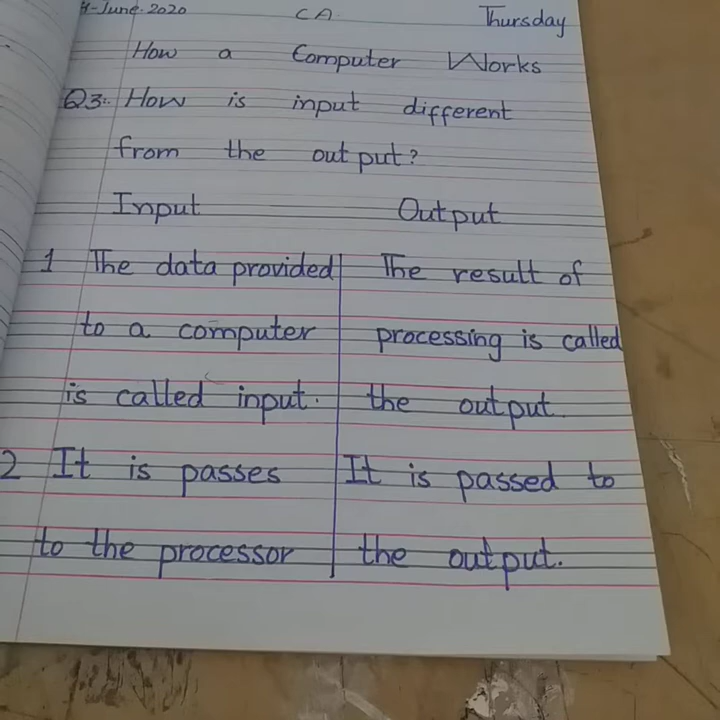 June. 2020 CA. Thursday
How a Computer Works
Q3: How is input different
from the out put?
Input Output
1 The data provided The result of
to a computer processing is called
is called input. the output
2 It is passes It is passed to
to the processor the output.